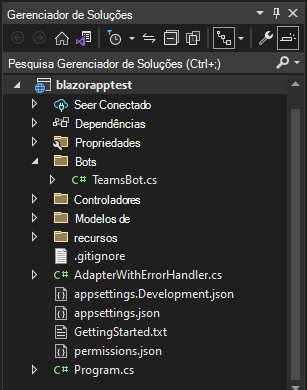 Gerenciador de Soluções
Pesquisa Gerenciador de Soluções (Ctrl+;)
blazorapptest
Seer Conectado
Dependências
Propriedades
Bots
C# TeamsBot.cs
Controladores
Modelos de
recursos
.gitignore
C# AdapterWithErrorHandler.cs
appsettings.Development.json
appsettings.json
GettingStarted.txt
permissions.json
C# Program.cs